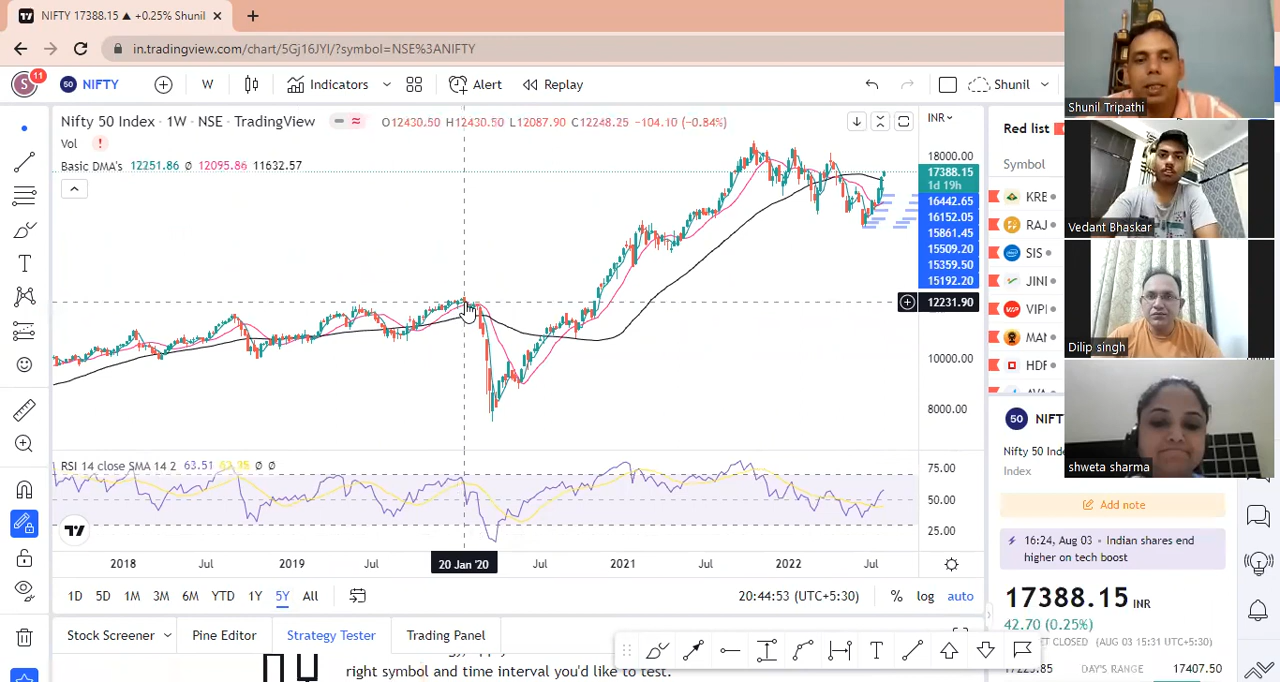 NIFTY 17388.15 ▲ +0.25% Shunil
in.tradingview.com/chart/5Gj16JYI/?symbol=NSE%3ANIFTY
S 11 50 NIFTY W Indicators Alert Replay Shunil
Nifty 50 Index · 1W · NSE · TradingView O12430.50 H12430.50 L12087.90 C12248.25 −104.10 (−0.84%) INR
Vol !
Basic DMA's 12251.86 Ø 12095.86 11632.57
18000.00
17388.15
1d 19h
16442.65
16152.05
15861.45
15509.20
15359.50
15192.20
12231.90
10000.00
8000.00
RSI 14 close SMA 14 2 63.51 Ø Ø
75.00
50.00
25.00
2018 Jul 2019 Jul 20 Jan '20 Jul 2021 Jul 2022 Jul
1D 5D 1M 3M 6M YTD 1Y 5Y All 20:44:53 (UTC+5:30) % log auto
Stock Screener Pine Editor Strategy Tester Trading Panel
right symbol and time interval you'd like to test.
Red list
Symbol
KRE
RAJ
SIS
JINI
VIPI
MAI
HDF
50 NIFT
Nifty 50 Ind
Index
Add note
16:24, Aug 03 • Indian shares end
higher on tech boost
17388.15 INR
42.70 (0.25%)
ET CLOSED (AUG 03 15:31 UTC+5:30)
DAY'S RANGE 17407.50
Shunil Tripathi
Vedant Bhaskar
Dilip singh
shweta sharma